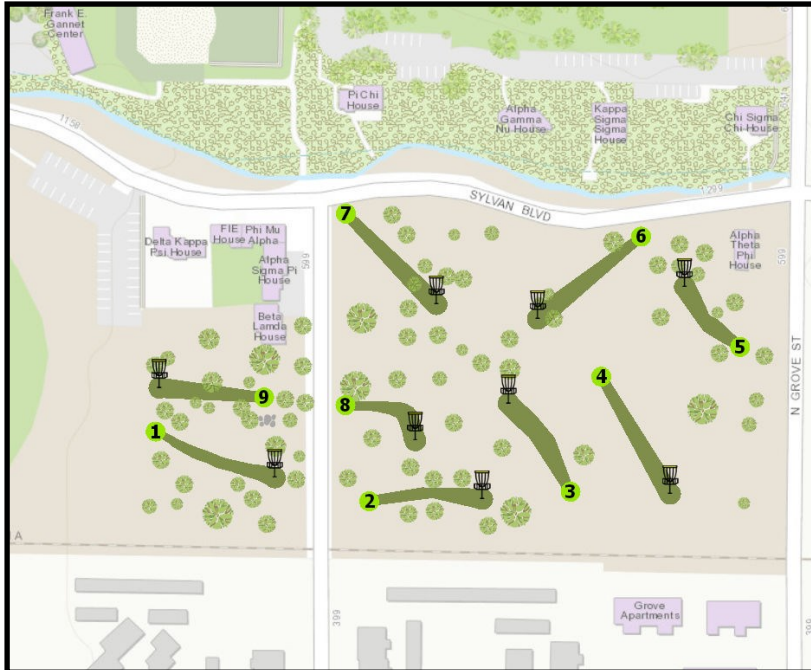 Frank E.
Gannet
Center
Pi Chi
House
Alpha
Gamma
Nu House
Kappa
Sigma
Sigma
House
Chi Sigma
Chi House
1158
1299
SYLVAN BLVD
7
6
FIE
House
Phi Mu
Alpha
Delta Kappa
Psi House
Alpha
Sigma Pi
House
599
Alpha
Theta
Phi
House
599
Beta
Lamda
House
5
4
N GROVE ST
9
8
1
3
2
A
399
Grove
Apartments
399